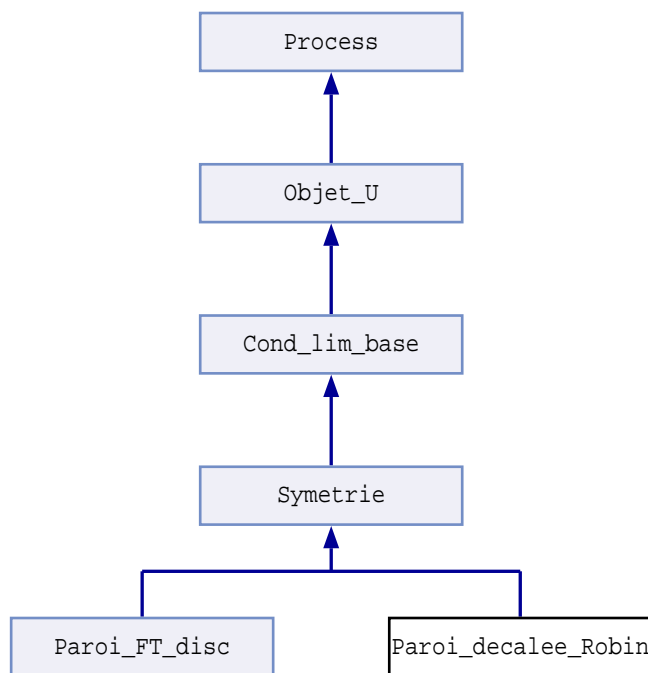 Process
Objet_U
Cond_lim_base
Symetrie
Paroi_FT_disc
Paroi_decalee_Robin